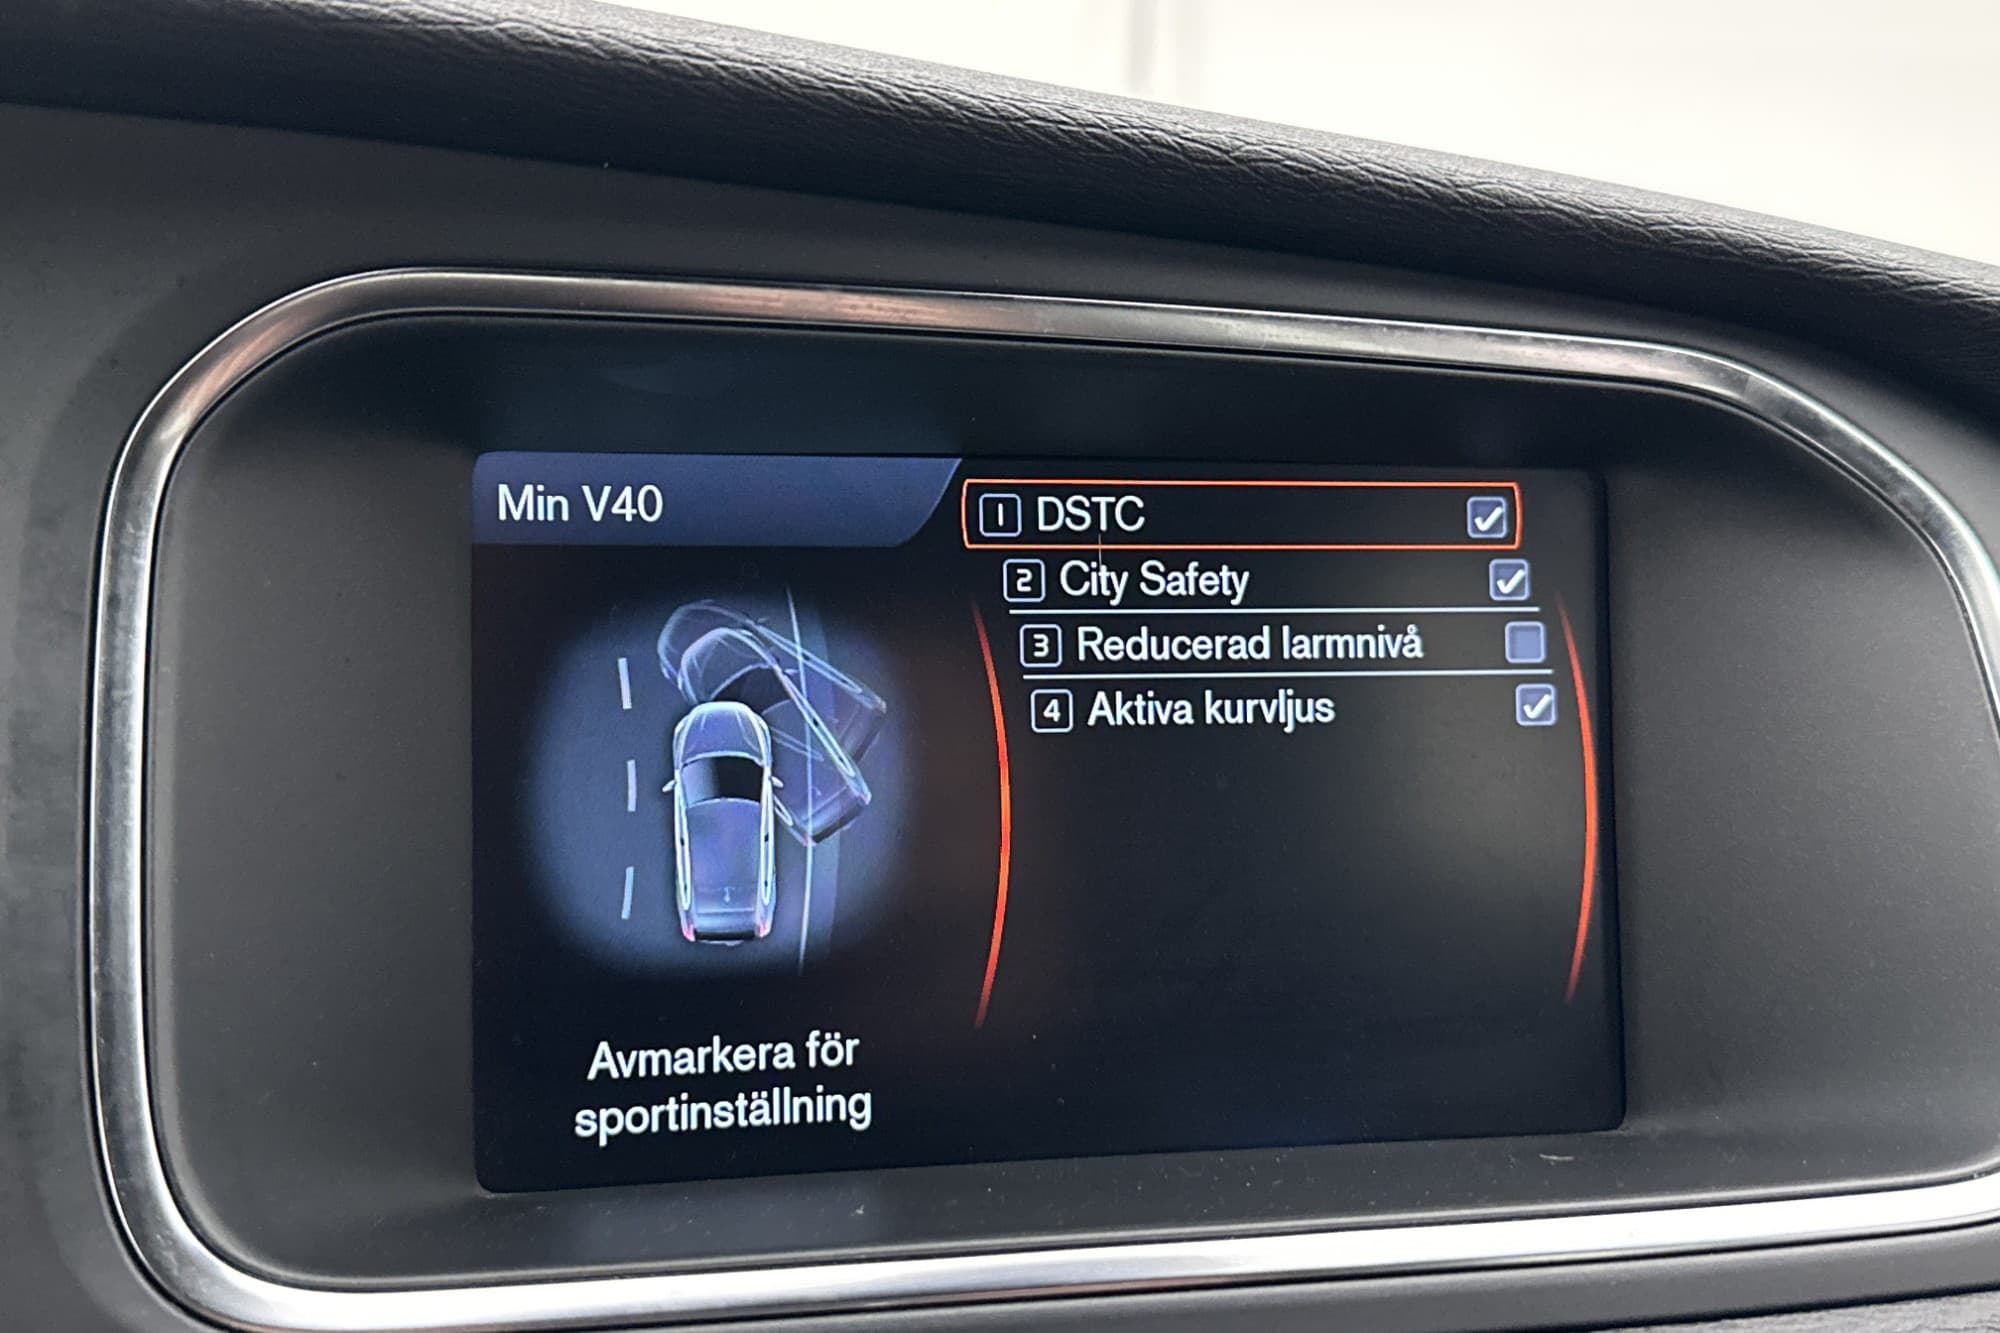 Min V40
1 DSTC
2 City Safety
3 Reducerad larmnivå
4 Aktiva kurvljus
Avmarkera för
sportinställning